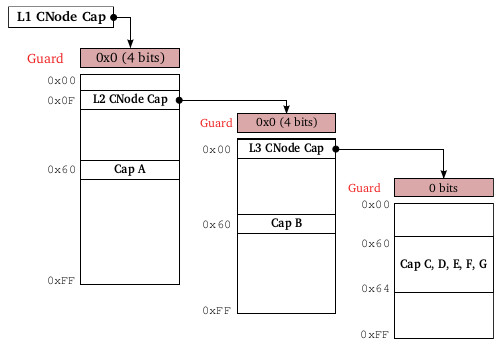 L1 CNode Cap
Guard
0x0 (4 bits)
0x00
0x0F
L2 CNode Cap
0x60
Cap A
0xFF
Guard
0x0 (4 bits)
0x00
L3 CNode Cap
0x60
Cap B
0xFF
Guard
0 bits
0x00
0x60
Cap C, D, E, F, G
0x64
0xFF